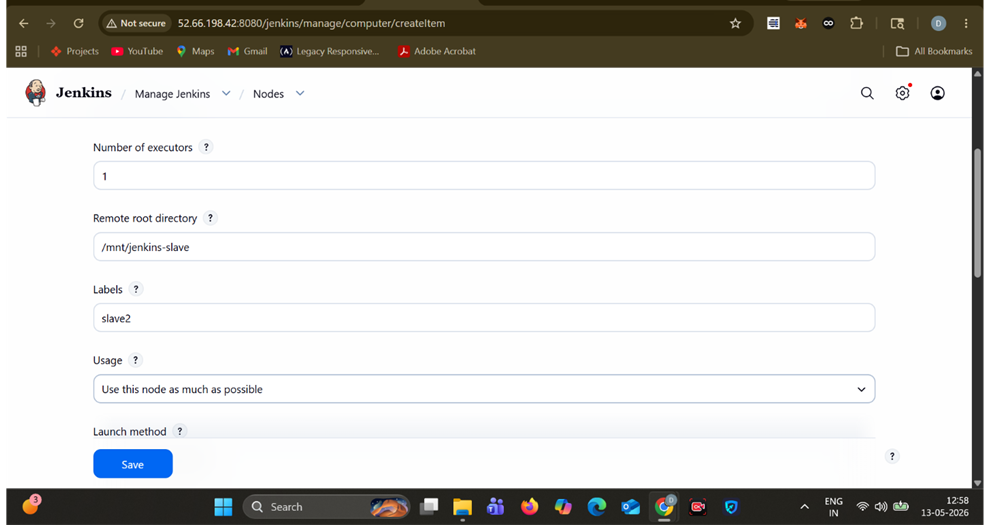 Not secure 52.66.198.42:8080/jenkins/manage/computer/createItem
D
Projects YouTube Maps Gmail Legacy Responsive... Adobe Acrobat All Bookmarks
Jenkins / Manage Jenkins / Nodes
Number of executors ?
1
Remote root directory ?
/mnt/jenkins-slave
Labels ?
slave2
Usage ?
Use this node as much as possible
Launch method ?
Save
?
3
Search
D
ENG
IN
12:58
13-05-2026